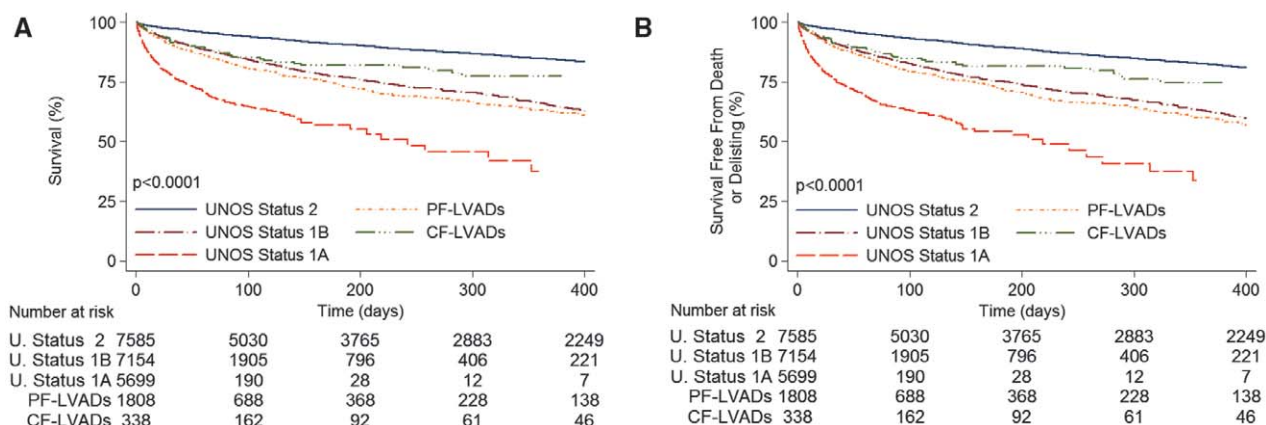 A
100
75
50
25
0
Survival (%)
p<0.0001
UNOS Status 2
UNOS Status 1B
UNOS Status 1A
PF-LVADs
CF-LVADs
0 100 200 300 400
Number at risk Time (days)
U. Status 2 7585 5030 3765 2883 2249
U. Status 1B 7154 1905 796 406 221
U. Status 1A 5699 190 28 12 7
PF-LVADs 1808 688 368 228 138
CF-LVADs 338 162 92 61 46
B
100
75
50
25
0
Survival Free From Death
or Delisting (%)
p<0.0001
UNOS Status 2
UNOS Status 1B
UNOS Status 1A
PF-LVADs
CF-LVADs
0 100 200 300 400
Number at risk Time (days)
U. Status 2 7585 5030 3765 2883 2249
U. Status 1B 7154 1905 796 406 221
U. Status 1A 5699 190 28 12 7
PF-LVADs 1808 688 368 228 138
CF-LVADs 338 162 92 61 46